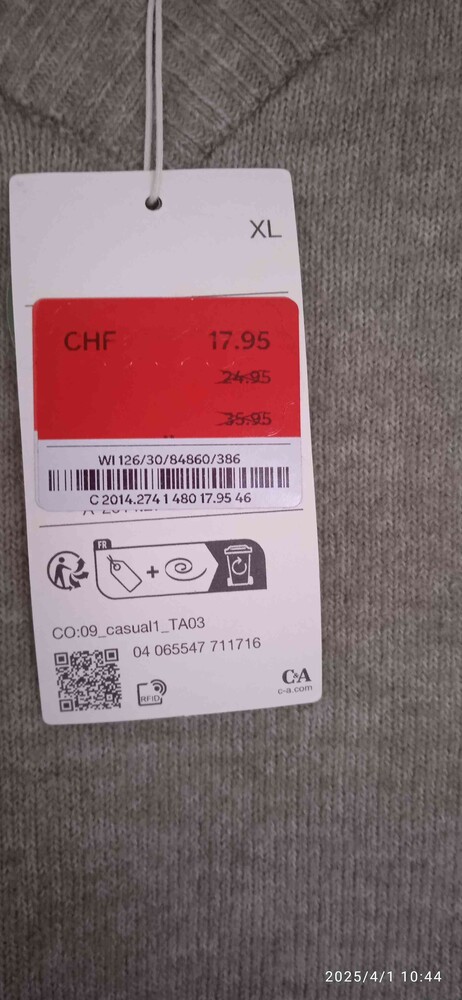 XL
CHF 17.95
24.95
35.95
WI 126/30/84860/386
C 2014.274 1 480 17.95 46
FR
+
CO:09_casual1_TA03
04 065547 711716
RFID
C&A
c-a.com
2025/4/1 10:44